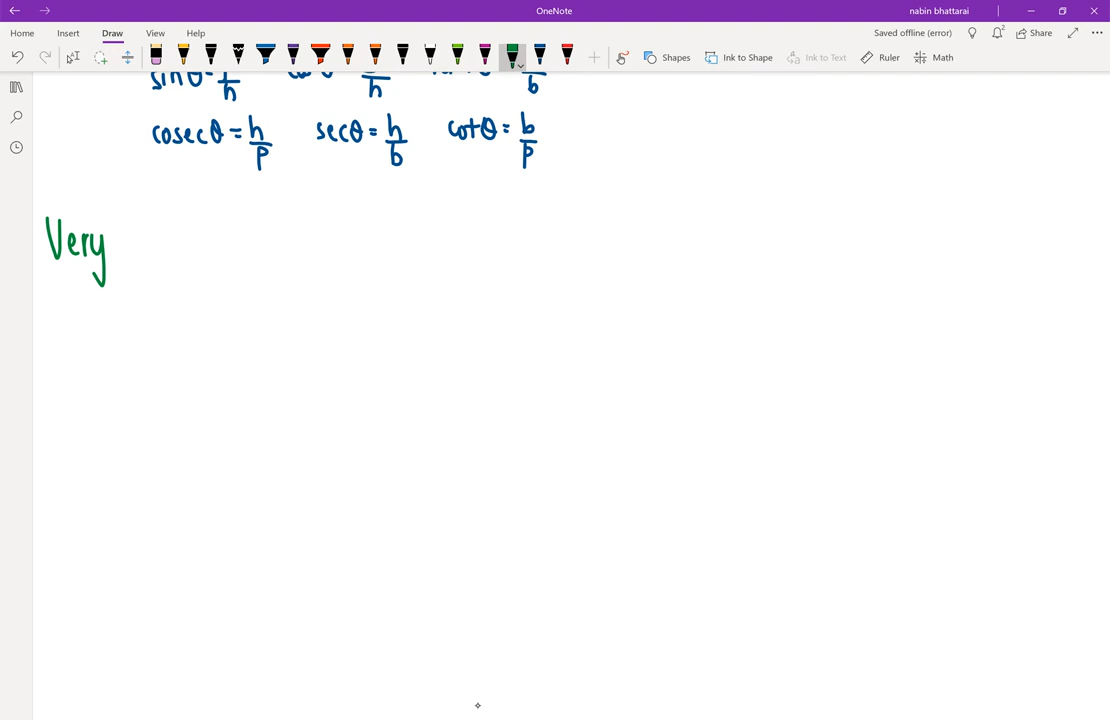 OneNote
nabin bhattarai
Home Insert Draw View Help
Saved offline (error) Share
Shapes Ink to Shape Ink to Text Ruler Math
sinθ = h h b
cosecθ = h/p secθ = h/b cotθ = b/p
Very